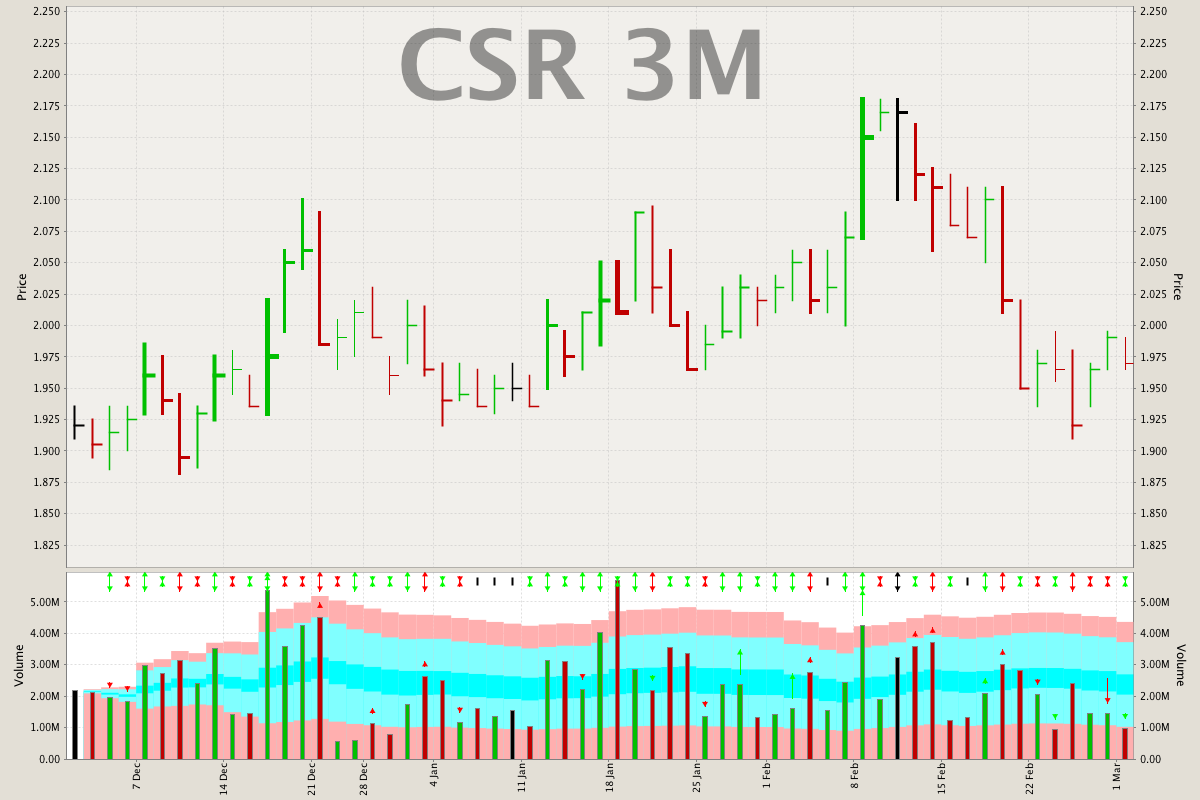 CSR 3M
2.250
2.225
2.200
2.175
2.150
2.125
2.100
2.075
2.050
2.025
2.000
1.975
1.950
1.925
1.900
1.875
1.850
1.825
Price
2.250
2.225
2.200
2.175
2.150
2.125
2.100
2.075
2.050
2.025
2.000
1.975
1.950
1.925
1.900
1.875
1.850
1.825
Price
5.00M
4.00M
3.00M
2.00M
1.00M
0.00
Volume
5.00M
4.00M
3.00M
2.00M
1.00M
0.00
Volume
7 Dec
14 Dec
21 Dec
28 Dec
4 Jan
11 Jan
18 Jan
25 Jan
1 Feb
8 Feb
15 Feb
22 Feb
1 Mar